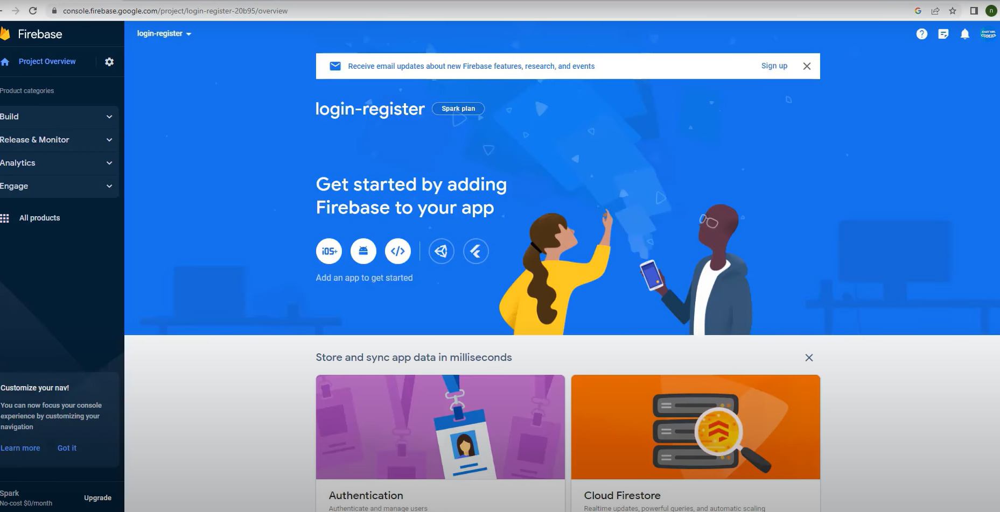 console.firebase.google.com/project/login-register-20b95/overview
n
Firebase
login-register
EASY GIRL
CODERS
Project Overview
Receive email updates about new Firebase features, research, and events
Sign up
Product categories
login-register
Spark plan
Build
Release & Monitor
Analytics
Engage
Get started by adding
Firebase to your app
All products
iOS+
</>
Add an app to get started
Store and sync app data in milliseconds
Customize your nav!
You can now focus your console
experience by customizing your
navigation
Learn more
Got it
Spark
No-cost $0/month
Upgrade
Authentication
Authenticate and manage users
Cloud Firestore
Realtime updates, powerful queries, and automatic scaling